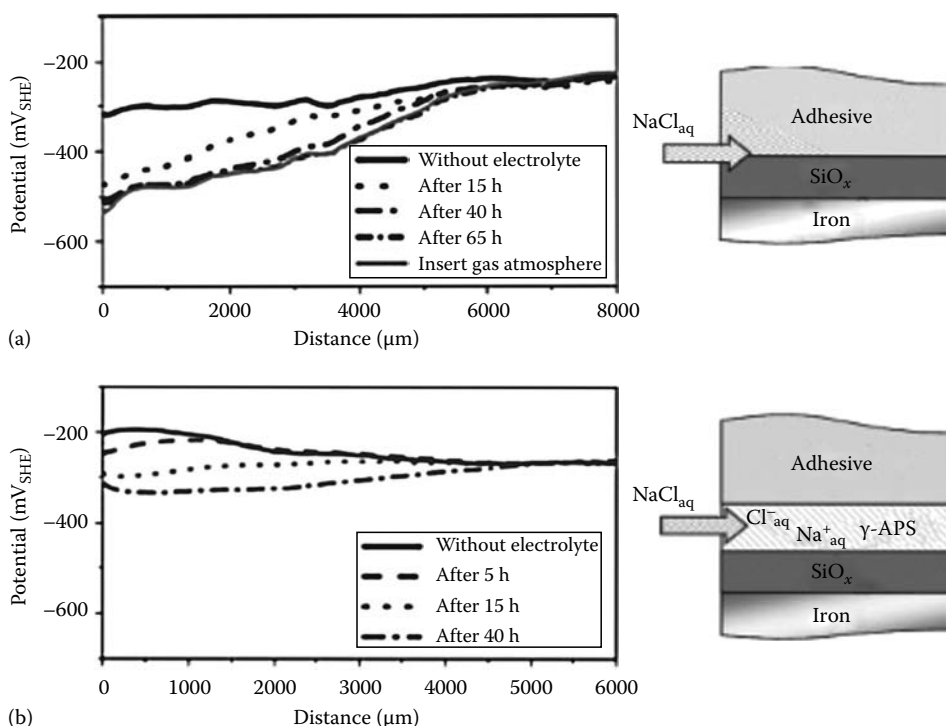 (a)
Potential (mV_SHE)
−200
−400
−600
0
2000
4000
6000
8000
Distance (µm)
Without electrolyte
After 15 h
After 40 h
After 65 h
Insert gas atmosphere
NaCl_aq
Adhesive
SiO_x
Iron
(b)
Potential (mV_SHE)
−200
−400
−600
0
1000
2000
3000
4000
5000
6000
Distance (µm)
Without electrolyte
After 5 h
After 15 h
After 40 h
NaCl_aq
Adhesive
Cl⁻_aq
Na⁺_aq
γ-APS
SiO_x
Iron